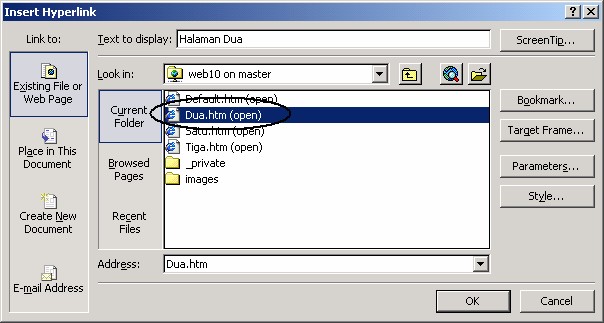 Insert Hyperlink
Link to:
Text to display: Halaman Dua
ScreenTip...
Existing File or
Web Page
Look in: web10 on master
Current
Folder
Default.htm (open)
Dua.htm (open)
Satu.htm (open)
Tiga.htm (open)
_private
images
Bookmark...
Target Frame...
Parameters...
Style...
Place in This
Document
Browsed
Pages
Create New
Document
Recent
Files
E-mail Address
Address: Dua.htm
OK
Cancel